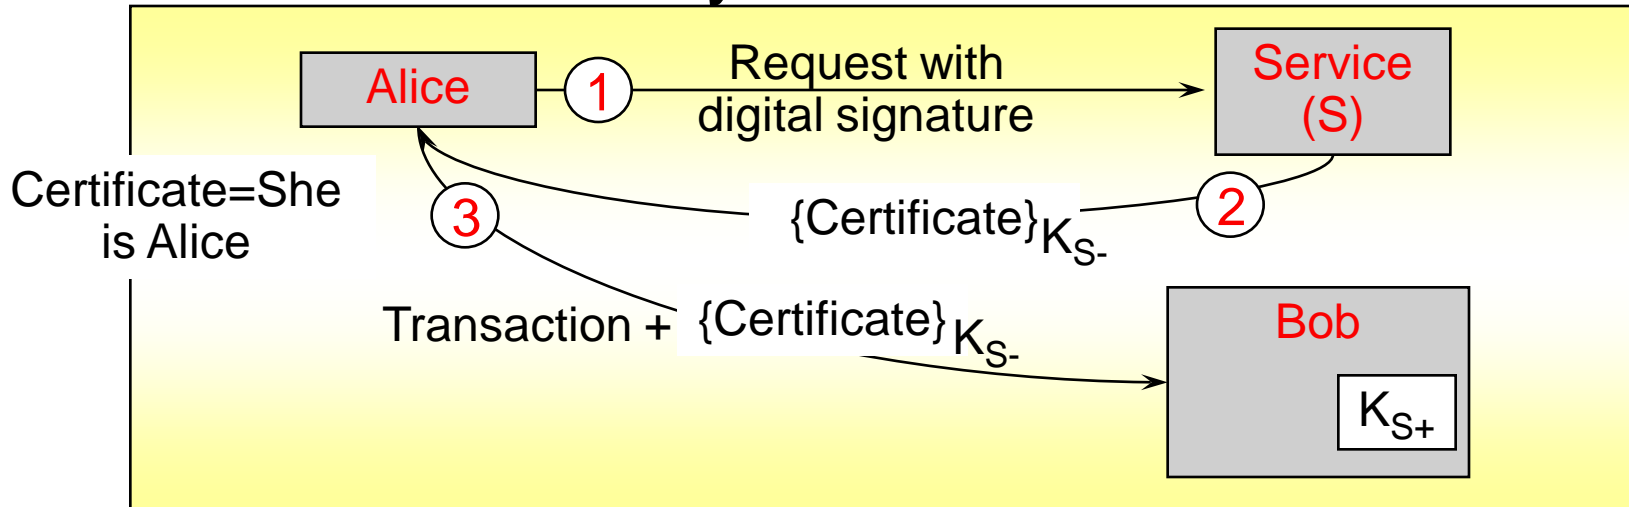 Alice
1
Request with
digital signature
Service
(S)
Certificate=She
is Alice
3
{Certificate}KS-
2
Transaction + {Certificate}KS-
Bob
KS+